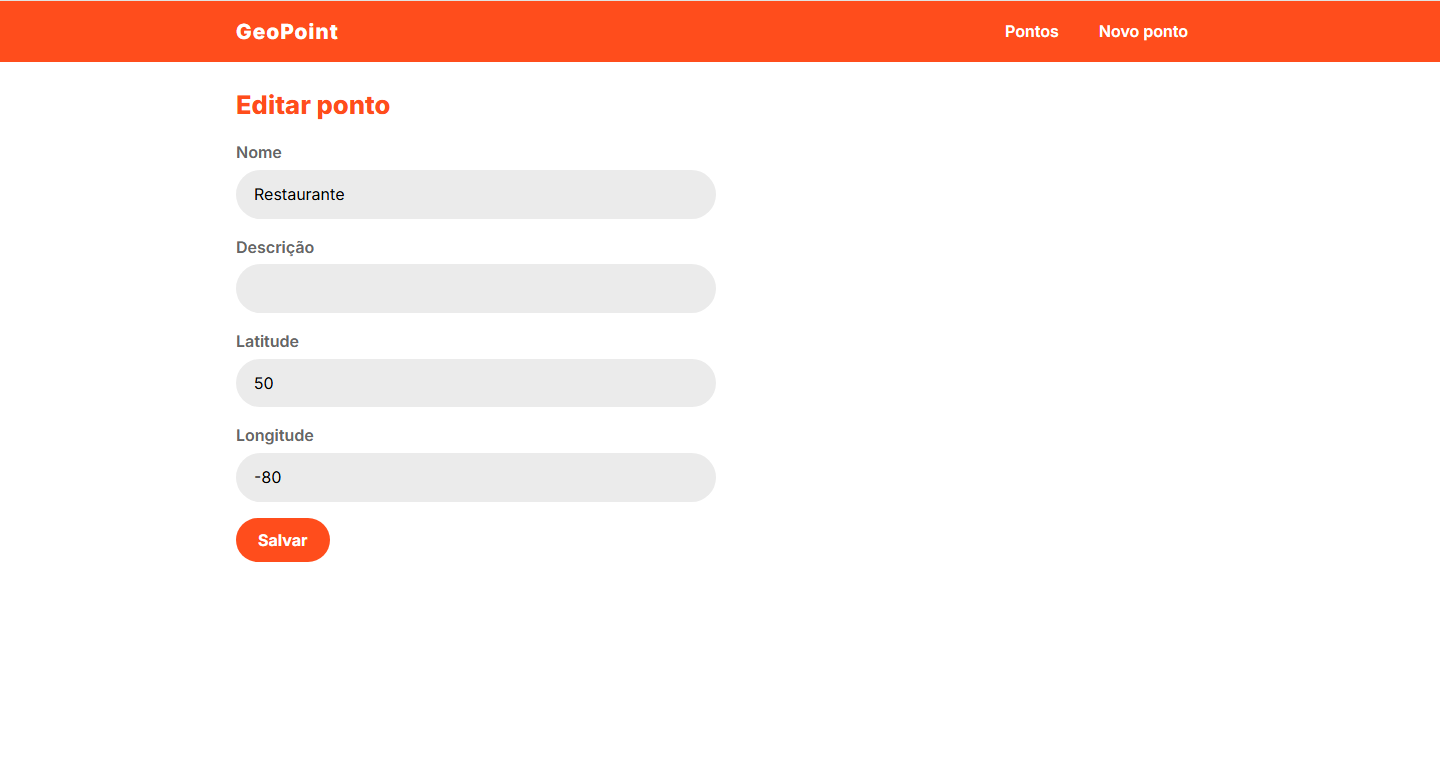 GeoPoint
Pontos
Novo ponto
Editar ponto
Nome
Restaurante
Descrição
Latitude
50
Longitude
-80
Salvar